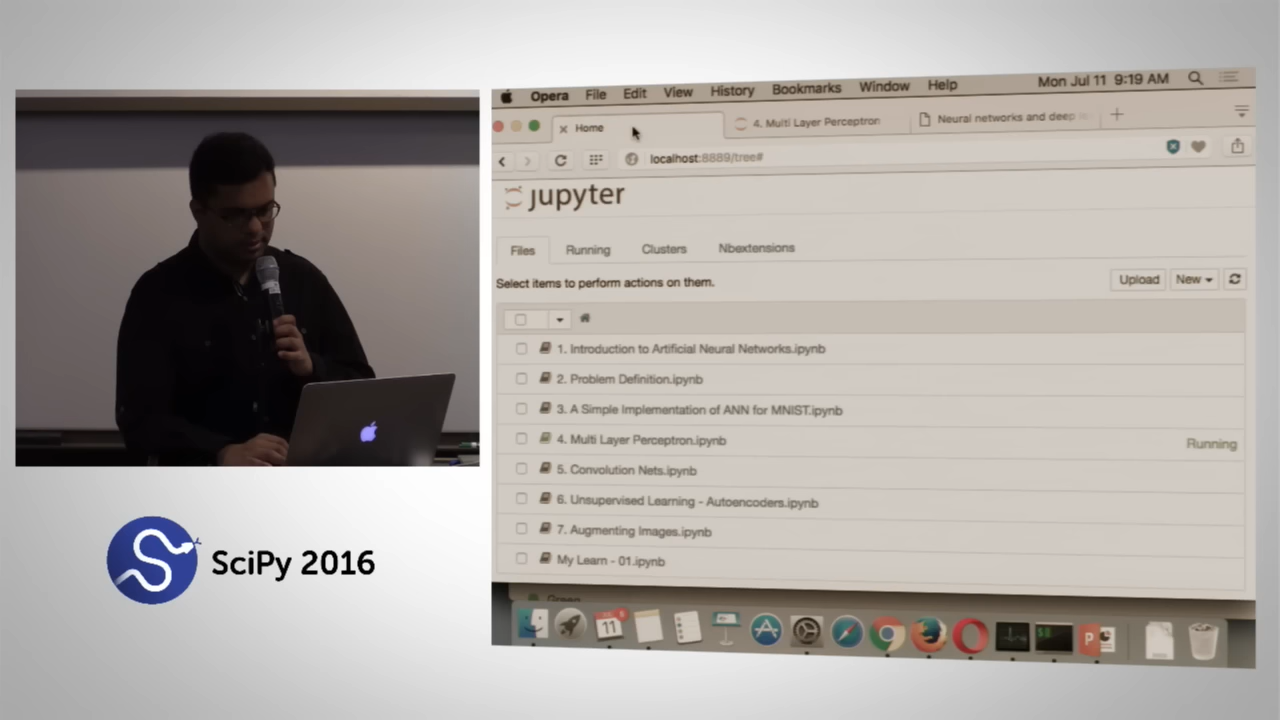 Opera File Edit View History Bookmarks Window Help Mon Jul 11 9:19 AM
Home 4. Multi Layer Perceptron Neural networks and deep
localhost:8889/tree#
jupyter
Files Running Clusters Nbextensions
Select items to perform actions on them.
Upload New
1. Introduction to Artificial Neural Networks.ipynb
2. Problem Definition.ipynb
3. A Simple Implementation of ANN for MNIST.ipynb
4. Multi Layer Perceptron.ipynb Running
5. Convolution Nets.ipynb
6. Unsupervised Learning - Autoencoders.ipynb
7. Augmenting Images.ipynb
My Learn - 01.ipynb
Green
11
SciPy 2016